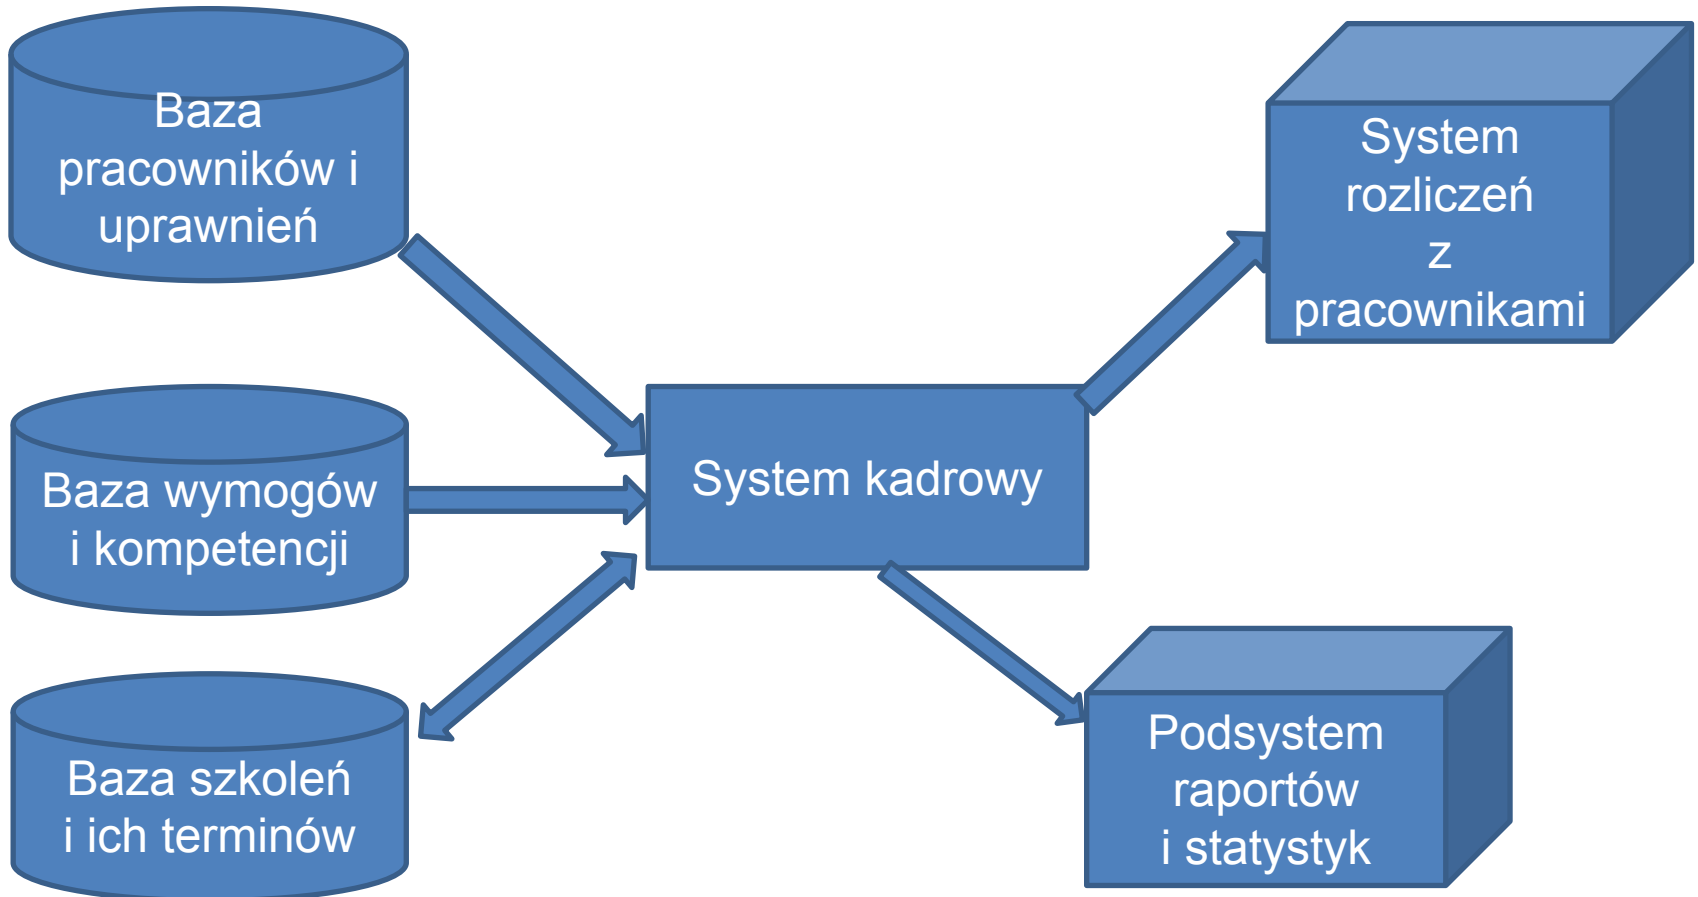 Baza
pracowników i
uprawnień
Baza wymogów
i kompetencji
Baza szkoleń
i ich terminów
System kadrowy
System
rozliczeń
z
pracownikami
Podsystem
raportów
i statystyk